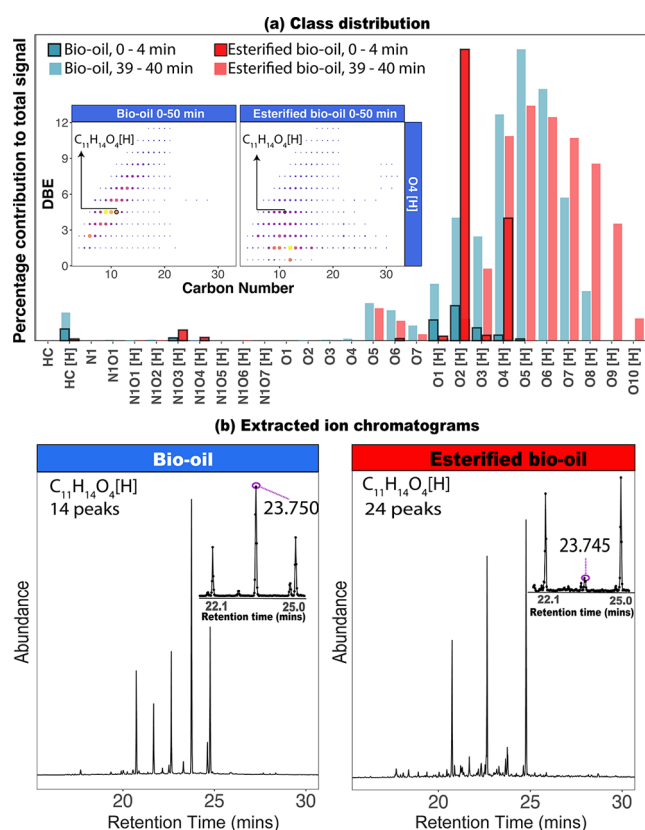 (a) Class distribution
Bio-oil, 0 - 4 min
Esterified bio-oil, 0 - 4 min
Bio-oil, 39 - 40 min
Esterified bio-oil, 39 - 40 min
Percentage contribution to total signal
Bio-oil 0-50 min
Esterified bio-oil 0-50 min
C11H14O4[H]
C11H14O4[H]
O4 [H]
DBE
12
9
6
3
0
10 20 30
10 20 30
Carbon Number
HC
HC [H]
N1
N1O1
N1O1 [H]
N1O2 [H]
N1O3 [H]
N1O4 [H]
N1O5 [H]
N1O6 [H]
N1O7 [H]
O1
O2
O3
O4
O5
O6
O7
O1 [H]
O2 [H]
O3 [H]
O4 [H]
O5 [H]
O6 [H]
O7 [H]
O8 [H]
O9 [H]
O10 [H]
(b) Extracted ion chromatograms
Bio-oil
C11H14O4[H]
14 peaks
23.750
22.1 25.0
Retention time (mins)
Abundance
20 25 30
Retention Time (mins)
Esterified bio-oil
C11H14O4[H]
24 peaks
23.745
22.1 25.0
Retention time (mins)
Abundance
20 25 30
Retention Time (mins)